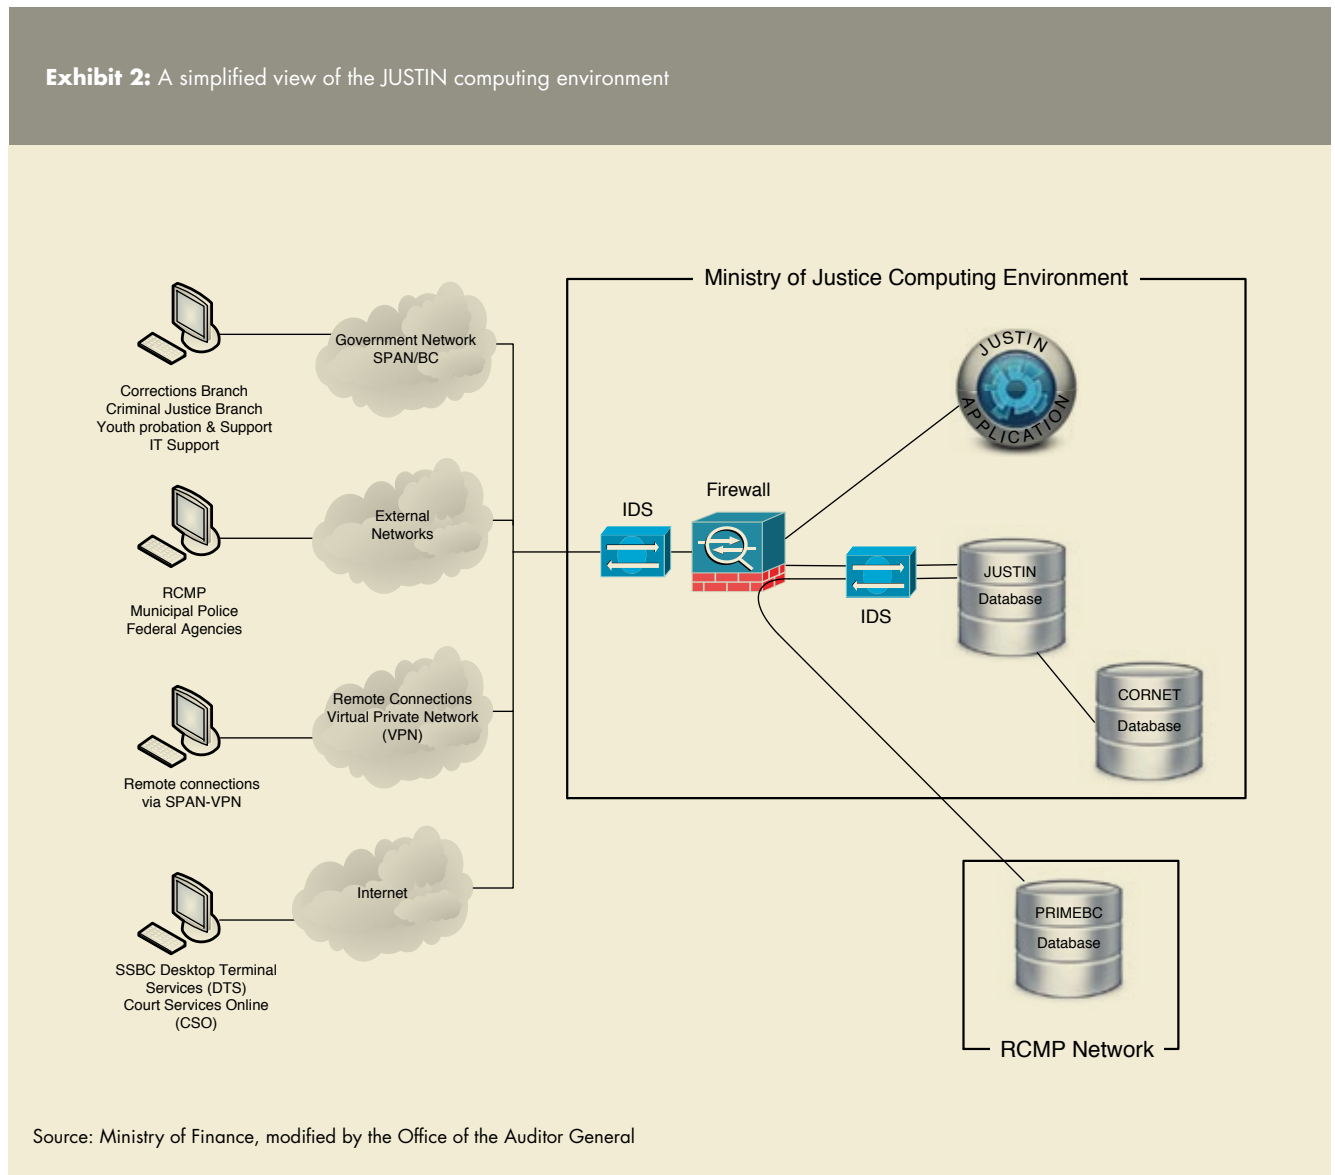 Exhibit 2: A simplified view of the JUSTIN computing environment
Ministry of Justice Computing Environment
Government Network
SPAN/BC
Corrections Branch
Criminal Justice Branch
Youth probation & Support
IT Support
External
Networks
RCMP
Municipal Police
Federal Agencies
Remote Connections
Virtual Private Network
(VPN)
Remote connections
via SPAN-VPN
Internet
SSBC Desktop Terminal
Services (DTS)
Court Services Online
(CSO)
IDS
Firewall
JUSTIN
APPLICATION
IDS
JUSTIN
Database
CORNET
Database
PRIMEBC
Database
RCMP Network
Source: Ministry of Finance, modified by the Office of the Auditor General